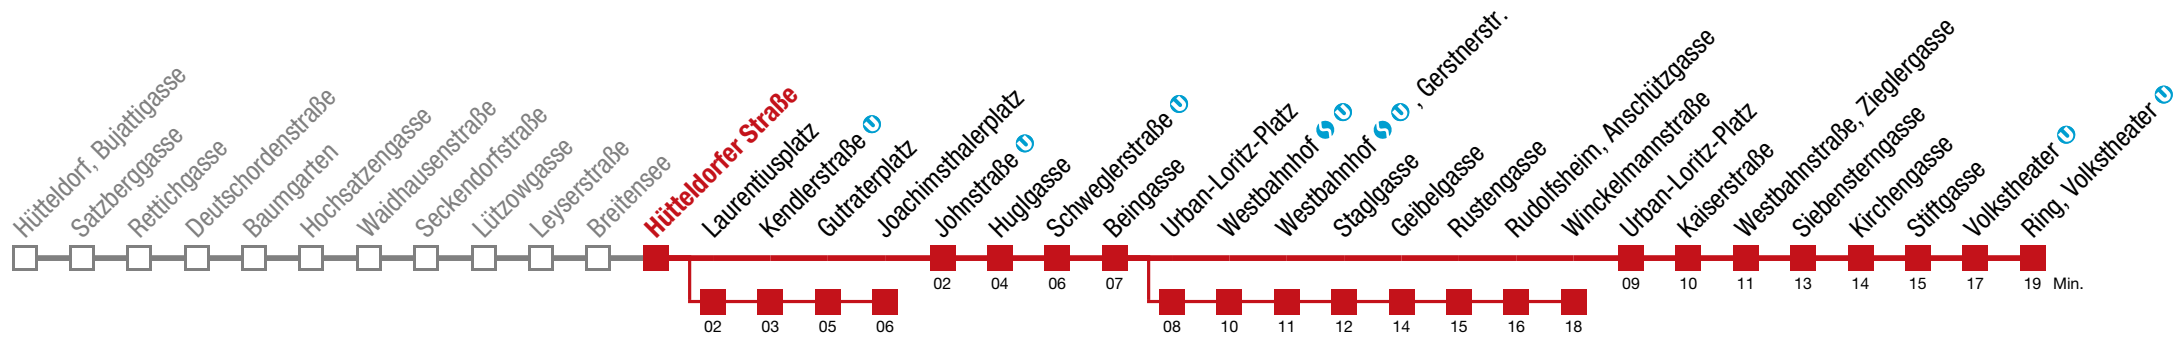 Hütteldorf, Bujattigasse
Satzberggasse
Rettichgasse
Deutschordenstraße
Baumgarten
Hochsatzengasse
Waidhausenstraße
Seckendorfstraße
Lützowgasse
Leyserstraße
Breitensee
Hütteldorfer Straße
Laurentiusplatz
Kendlerstraße U
Gutraterplatz
Joachimsthalerplatz
Johnstraße U
Huglgasse
Schweglerstraße U
Beingasse
Urban-Loritz-Platz
Westbahnhof S U
Westbahnhof S U , Gerstnerstr.
Staglgasse
Geibelgasse
Rustengasse
Rudolfsheim, Anschützgasse
Winckelmannstraße
Urban-Loritz-Platz
Kaiserstraße
Westbahnstraße, Zieglergasse
Siebensterngasse
Kirchengasse
Stiftgasse
Volkstheater U
Ring, Volkstheater U
02 04 06 07 09 10 11 13 14 15 17 19 Min.
02 03 05 06 08 10 11 12 14 15 16 18